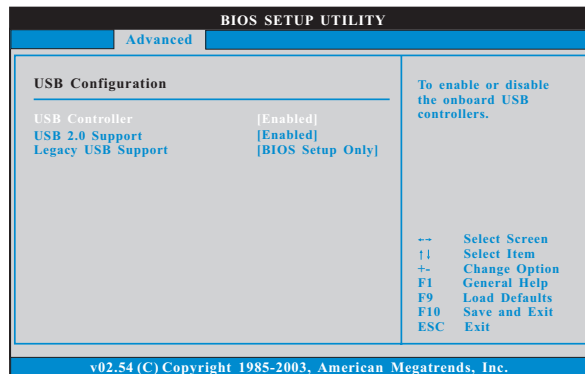 BIOS SETUP UTILITY
Advanced
USB Configuration
USB Controller [Enabled]
USB 2.0 Support [Enabled]
Legacy USB Support [BIOS Setup Only]
To enable or disable
the onboard USB
controllers.
←→ Select Screen
↑↓ Select Item
+- Change Option
F1 General Help
F9 Load Defaults
F10 Save and Exit
ESC Exit
v02.54 (C) Copyright 1985-2003, American Megatrends, Inc.